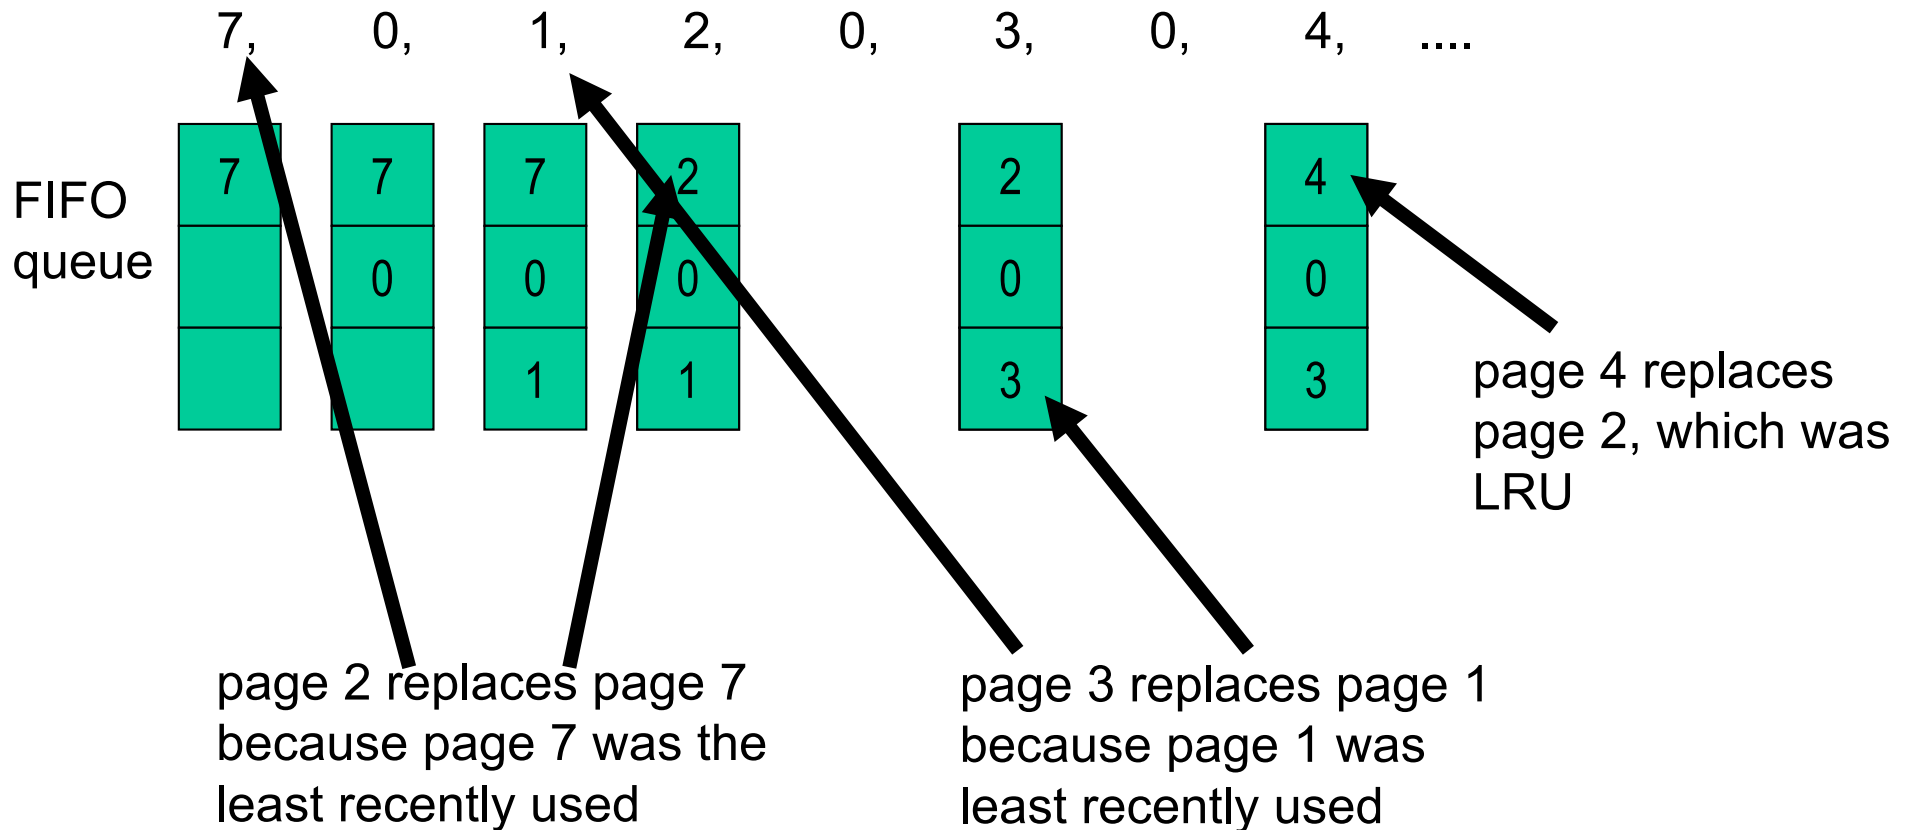 7, 0, 1, 2, 0, 3, 0, 4, ....
FIFO
queue
7 7 7 2 2 4
0 0 0 0 0
1 1 3 3
page 4 replaces
page 2, which was
LRU
page 2 replaces page 7
because page 7 was the
least recently used
page 3 replaces page 1
because page 1 was
least recently used